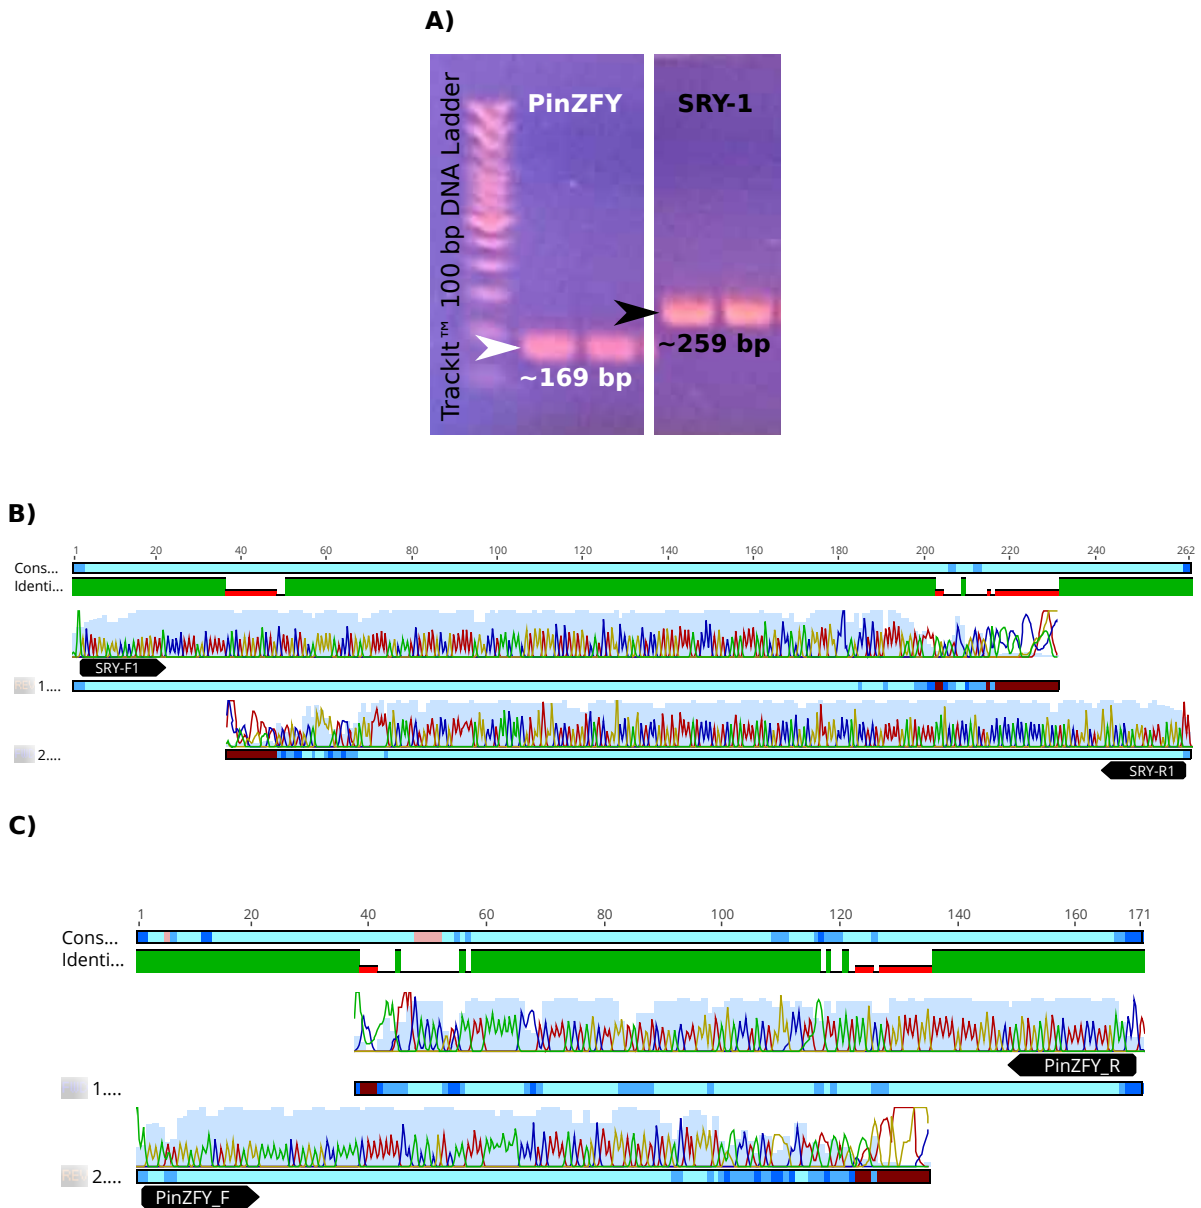 A)
TrackIt™ 100 bp DNA Ladder
PinZFY
SRY-1
~169 bp
~259 bp
B)
1 20 40 60 80 100 120 140 160 180 200 220 240 262
Cons...
Identi...
SRY-F1
1....
2....
SRY-R1
C)
1 20 40 60 80 100 120 140 160 171
Cons...
Identi...
PinZFY_R
1....
2....
PinZFY_F